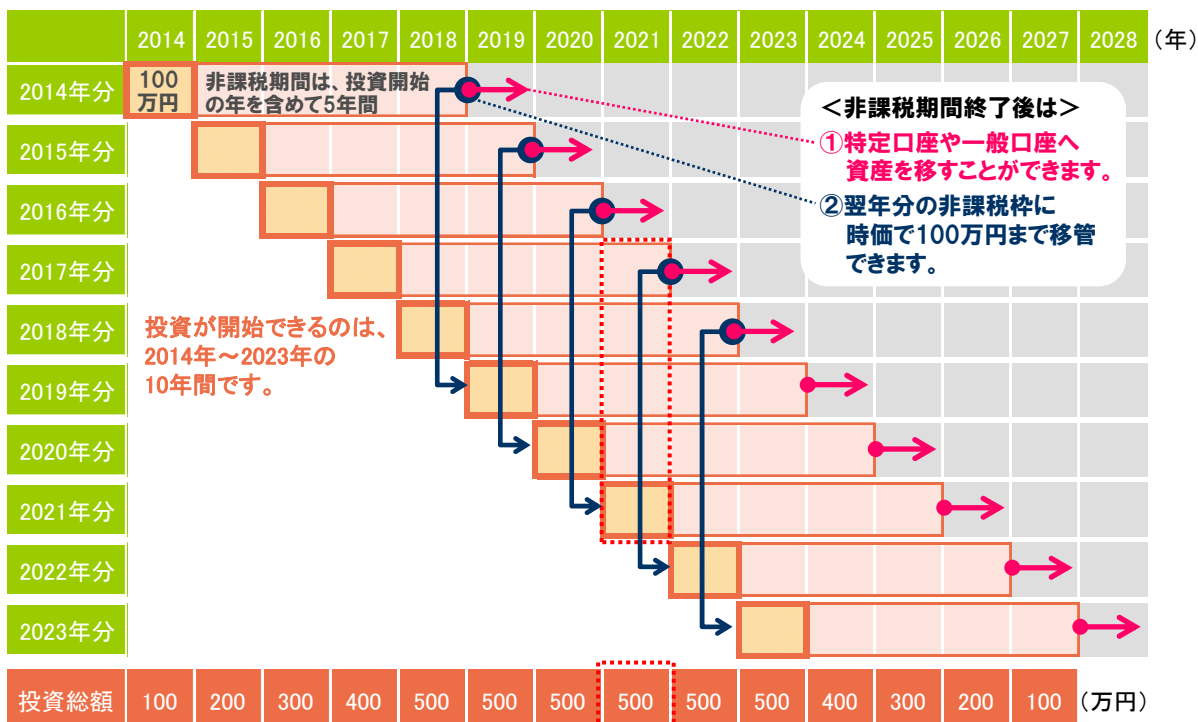 2014 2015 2016 2017 2018 2019 2020 2021 2022 2023 2024 2025 2026 2027 2028 (年)
2014年分
100
万円
非課税期間は、投資開始
の年を含めて5年間
2015年分
2016年分
2017年分
2018年分
2019年分
2020年分
2021年分
2022年分
2023年分
<非課税期間終了後は>
①特定口座や一般口座へ
資産を移すことができます。
②翌年分の非課税枠に
時価で100万円まで移管
できます。
投資が開始できるのは、
2014年~2023年の
10年間です。
投資総額 100 200 300 400 500 500 500 500 500 500 400 300 200 100 (万円)